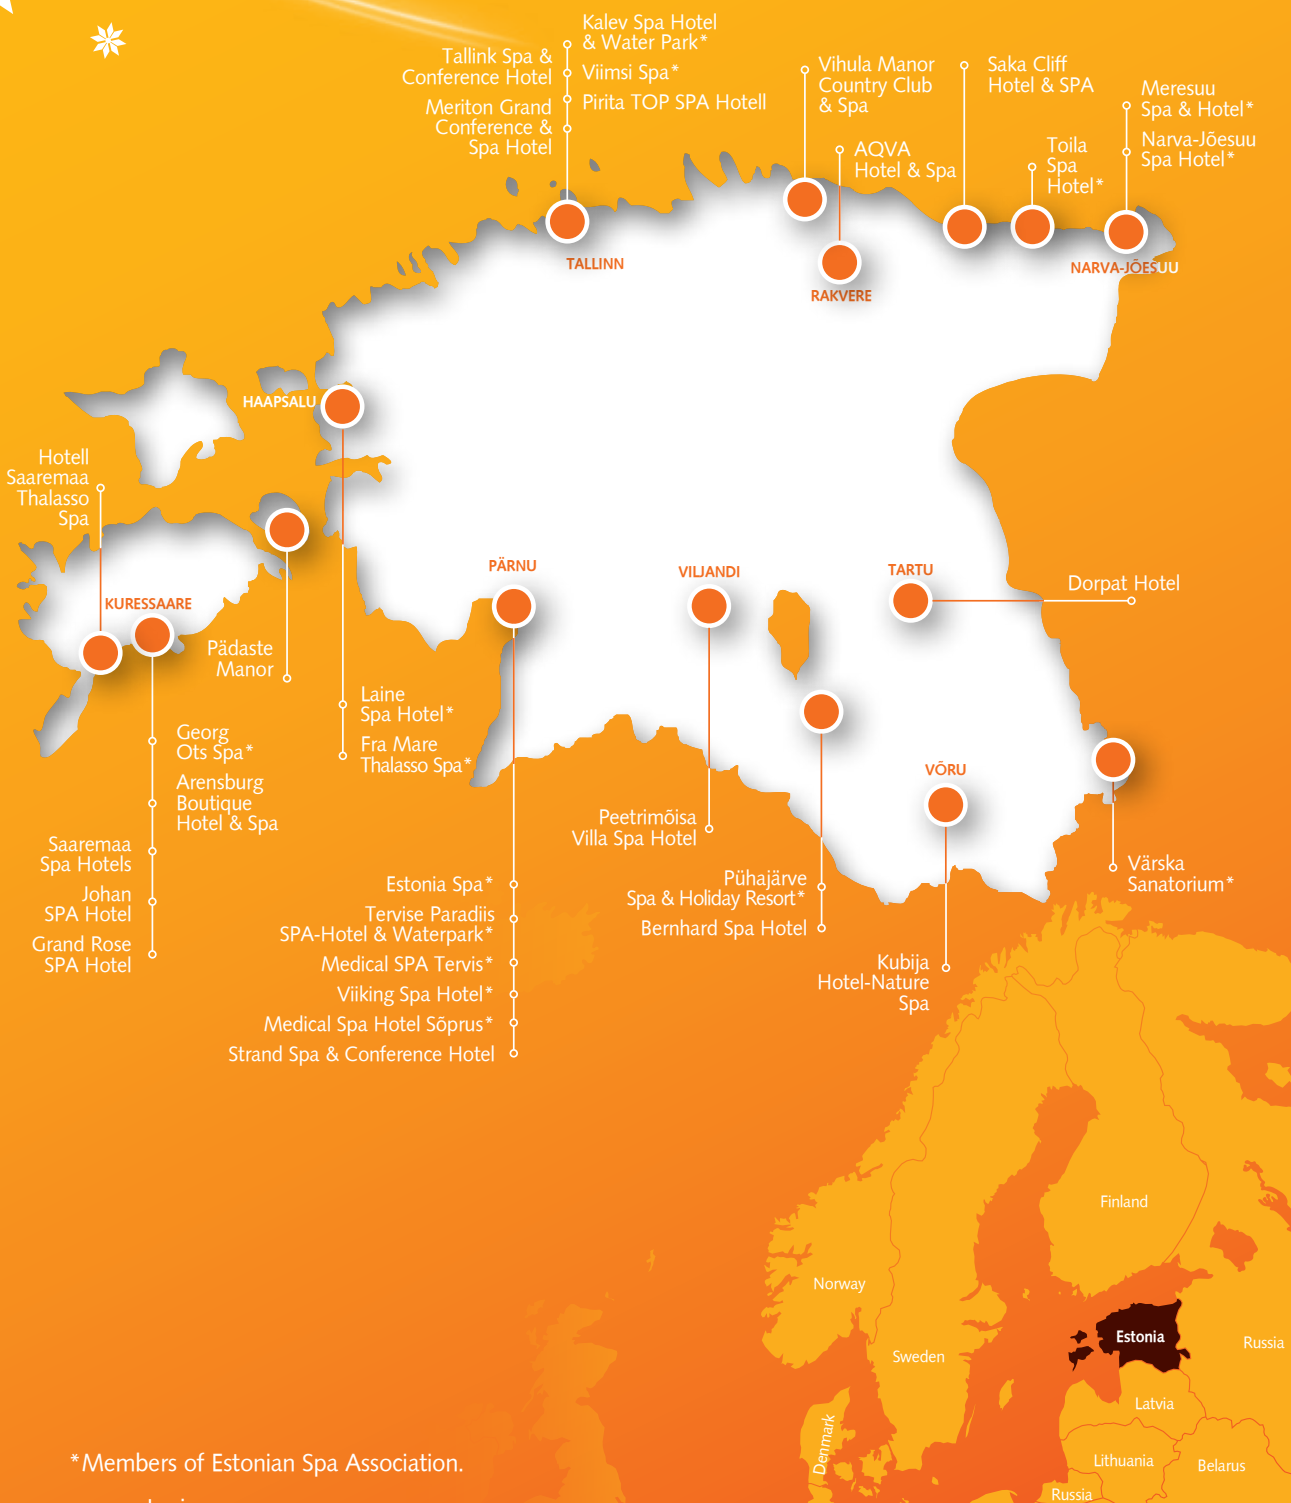 Kalev Spa Hotel
& Water Park*
Viimsi Spa*
Pirita TOP SPA Hotell
Tallink Spa &
Conference Hotel
Meriton Grand
Conference &
Spa Hotel
TALLINN
Vihula Manor
Country Club
& Spa
AQVA
Hotel & Spa
RAKVERE
Saka Cliff
Hotel & SPA
Toila
Spa
Hotel*
Meresuu
Spa & Hotel*
Narva-Jõesuu
Spa Hotel*
NARVA-JÕESUU
HAAPSALU
Hotell
Saaremaa
Thalasso
Spa
KURESSAARE
Pädaste
Manor
Laine
Spa Hotel*
Fra Mare
Thalasso Spa*
Georg
Ots Spa*
Arensburg
Boutique
Hotel & Spa
Saaremaa
Spa Hotels
Johan
SPA Hotel
Grand Rose
SPA Hotel
PÄRNU
Estonia Spa*
Tervise Paradiis
SPA-Hotel & Waterpark*
Medical SPA Tervis*
Viiking Spa Hotel*
Medical Spa Hotel Sõprus*
Strand Spa & Conference Hotel
VILJANDI
Peetrimõisa
Villa Spa Hotel
TARTU
Dorpat Hotel
Pühajärve
Spa & Holiday Resort*
Bernhard Spa Hotel
VÕRU
Kubija
Hotel-Nature
Spa
Värska
Sanatorium*
Finland
Norway
Sweden
Estonia
Russia
Latvia
Denmark
Lithuania
Belarus
Russia
*Members of Estonian Spa Association.